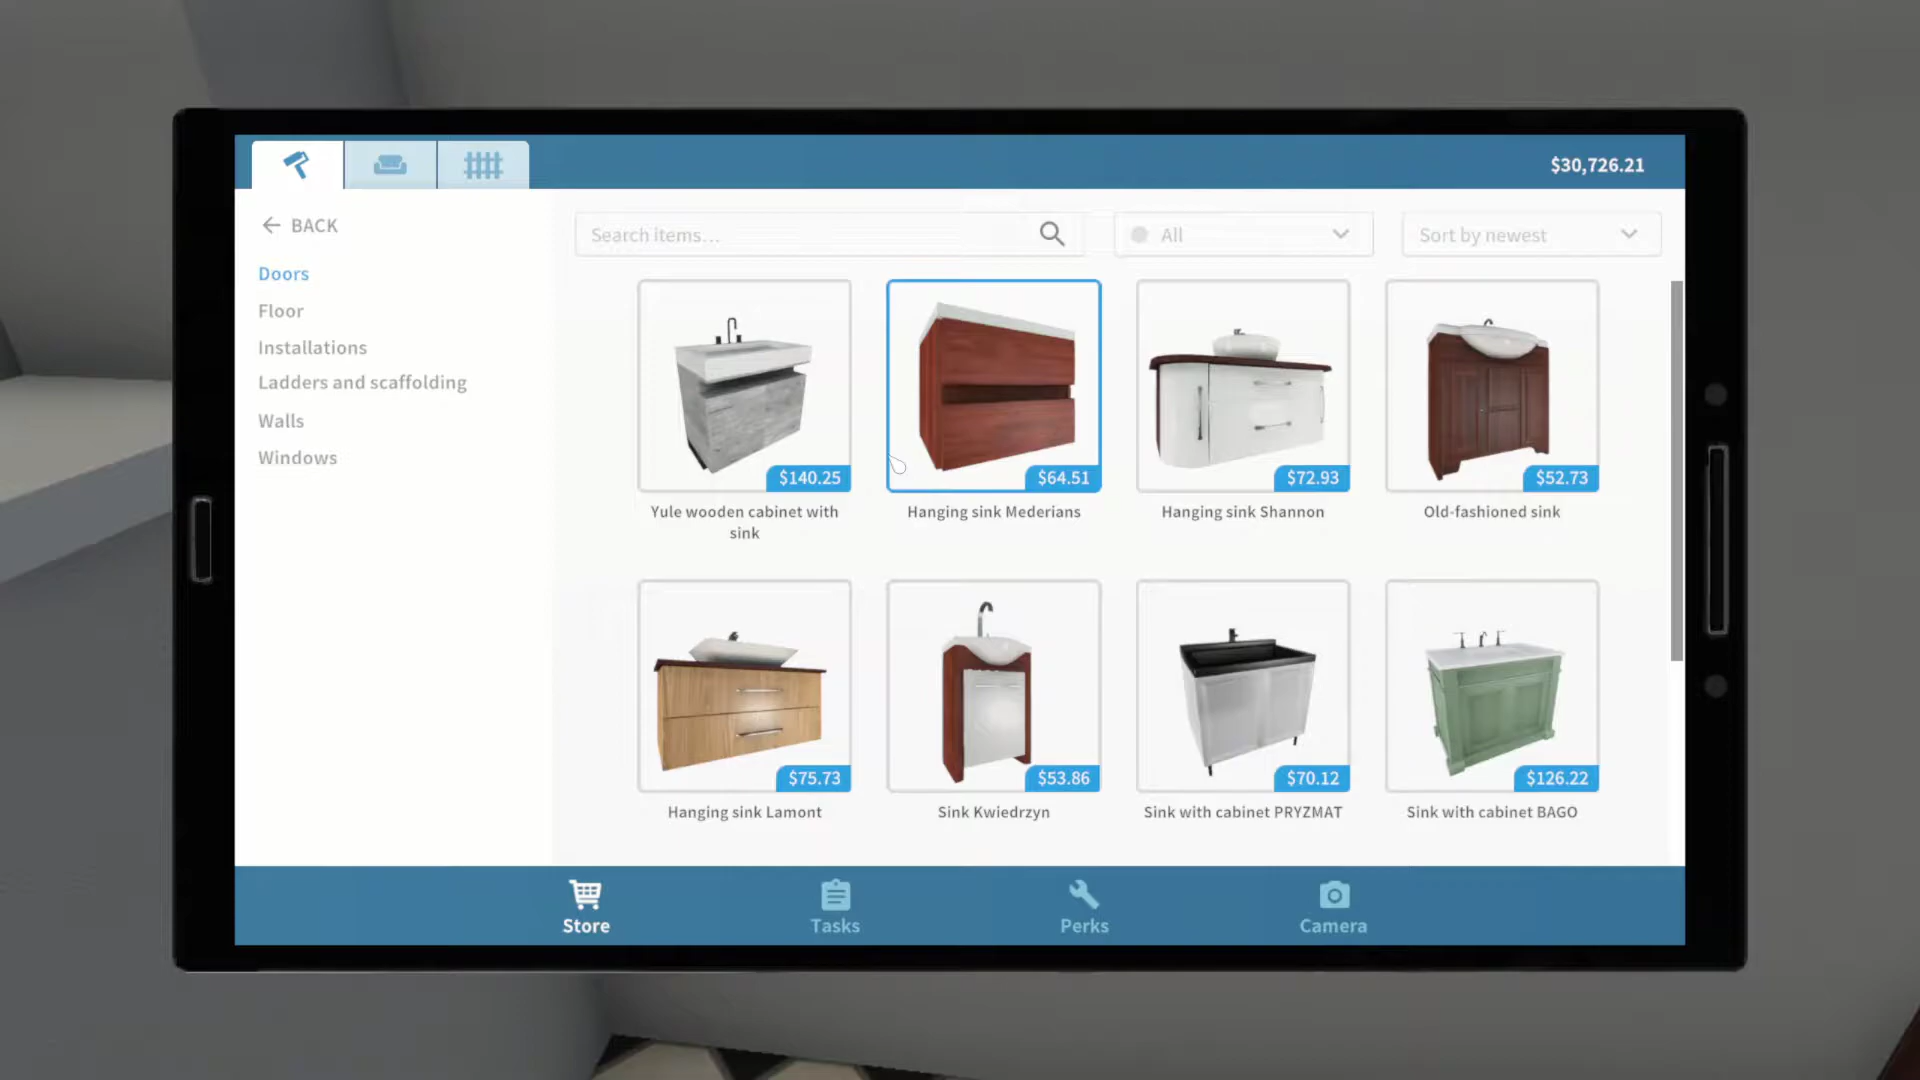 $30,726.21
BACK
Search items...
All
Sort by newest
Doors
Floor
Installations
Ladders and scaffolding
Walls
Windows
$140.25
$64.51
$72.93
$52.73
Yule wooden cabinet with
sink
Hanging sink Mederians
Hanging sink Shannon
Old-fashioned sink
$75.73
$53.86
$70.12
$126.22
Hanging sink Lamont
Sink Kwiedrzyn
Sink with cabinet PRYZMAT
Sink with cabinet BAGO
Store
Tasks
Perks
Camera